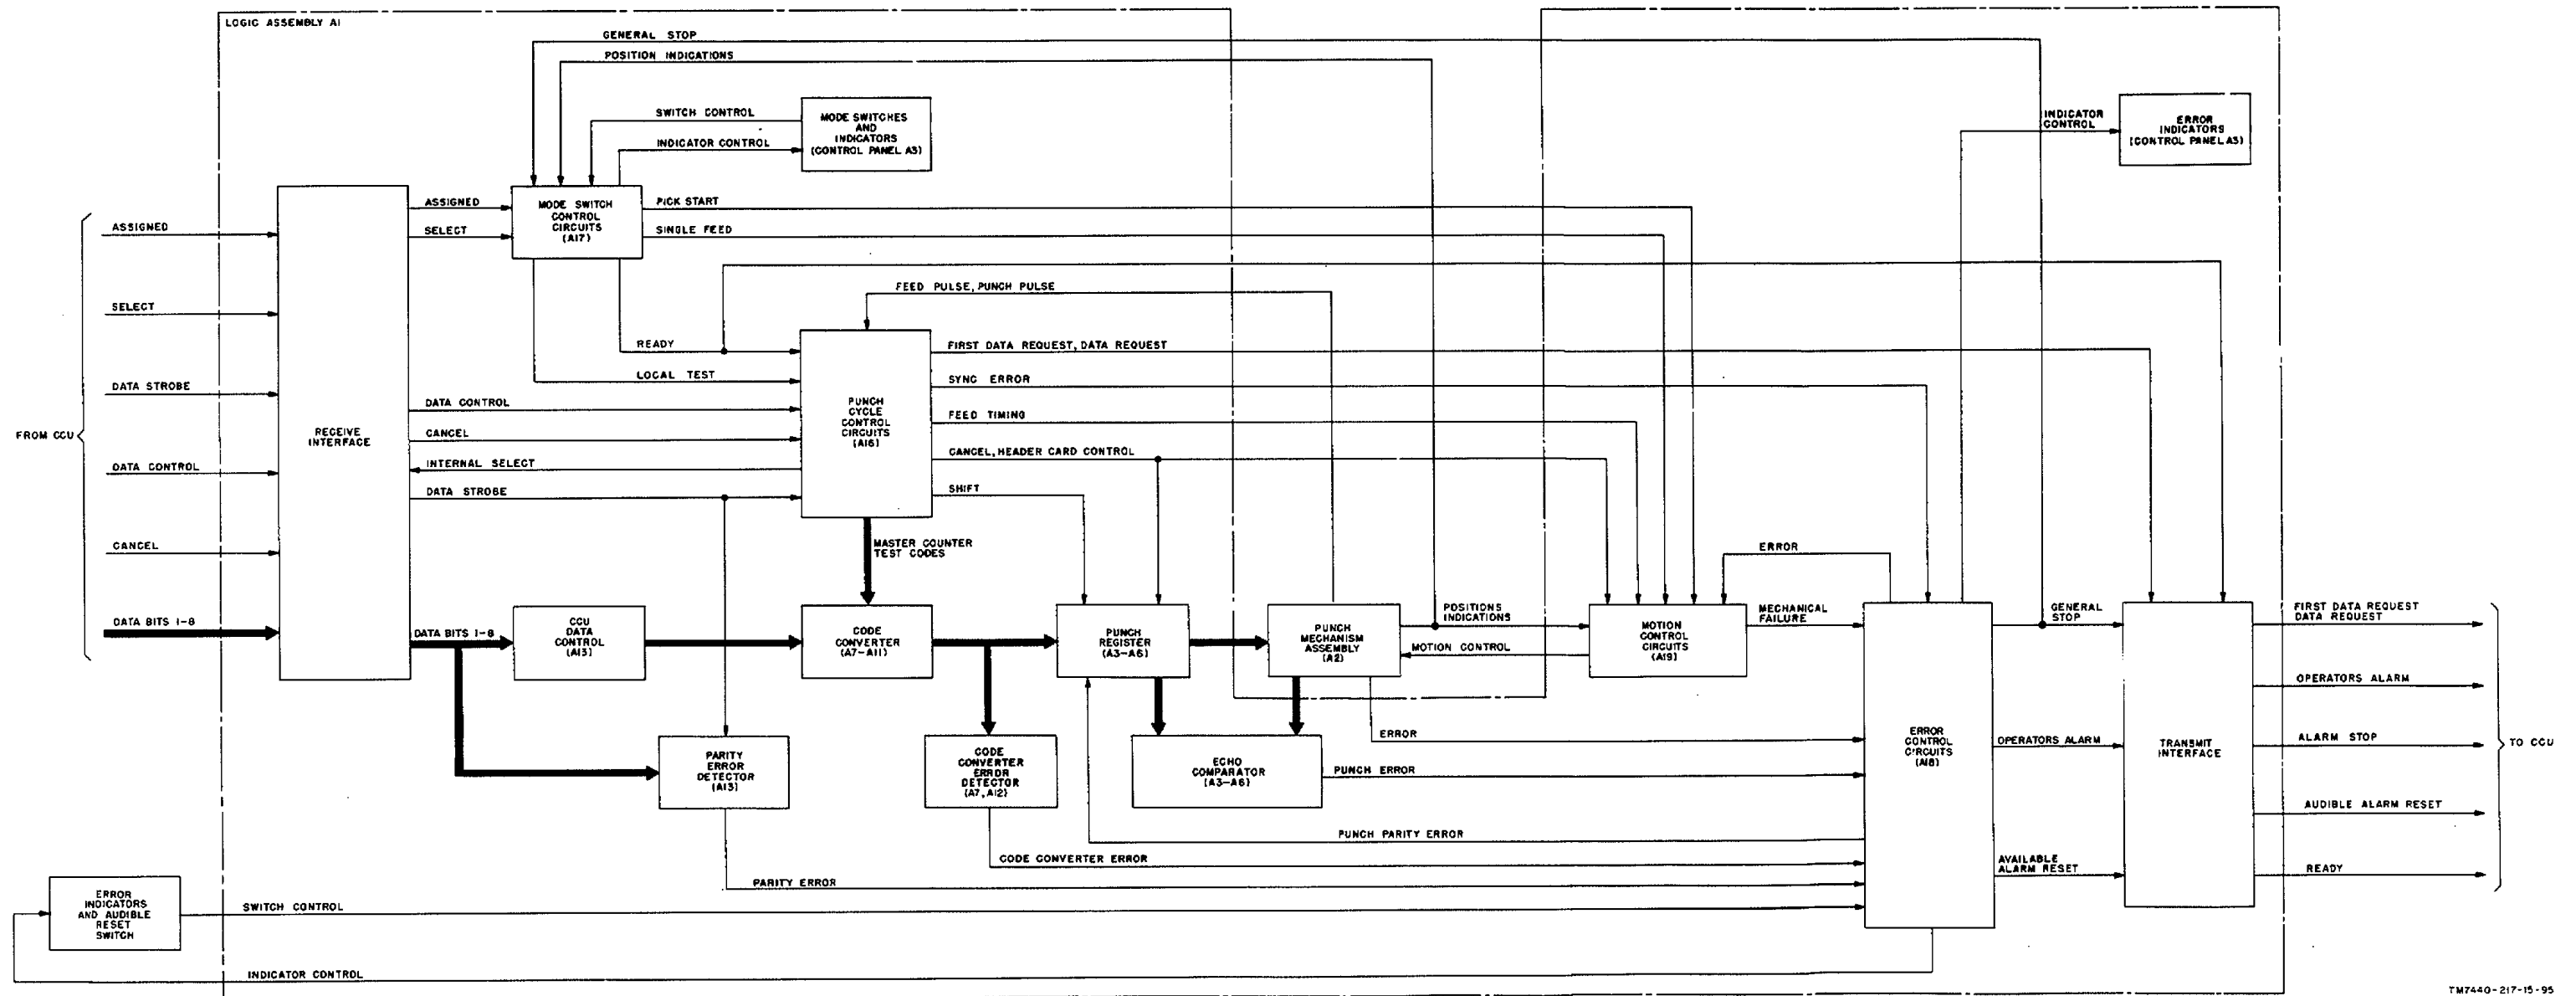 LOGIC ASSEMBLY A1
GENERAL STOP
POSITION INDICATIONS
SWITCH CONTROL
INDICATOR CONTROL
MODE SWITCHES
AND
INDICATORS
(CONTROL PANEL A3)
INDICATOR
CONTROL
ERROR
INDICATORS
(CONTROL PANEL A3)
ASSIGNED
SELECT
MODE SWITCH
CONTROL
CIRCUITS
(A17)
PICK START
SINGLE FEED
ASSIGNED
SELECT
DATA STROBE
FROM CCU
DATA CONTROL
CANCEL
DATA BITS 1-8
RECEIVE
INTERFACE
FEED PULSE, PUNCH PULSE
READY
LOCAL TEST
DATA CONTROL
CANCEL
INTERNAL SELECT
DATA STROBE
PUNCH
CYCLE
CONTROL
CIRCUITS
(A16)
FIRST DATA REQUEST, DATA REQUEST
SYNC ERROR
FEED TIMING
CANCEL, HEADER CARD CONTROL
SHIFT
MASTER COUNTER
TEST CODES
DATA BITS 1-8
CCU
DATA
CONTROL
(A13)
CODE
CONVERTER
(A7-A11)
PUNCH
REGISTER
(A3-A6)
PUNCH
MECHANISM
ASSEMBLY
(A2)
POSITIONS
INDICATIONS
MOTION CONTROL
MOTION
CONTROL
CIRCUITS
(A19)
ERROR
MECHANICAL
FAILURE
GENERAL
STOP
FIRST DATA REQUEST
DATA REQUEST
OPERATORS ALARM
PARITY
ERROR
DETECTOR
(A13)
CODE
CONVERTER
ERROR
DETECTOR
(A7, A12)
ECHO
COMPARATOR
(A3-A6)
ERROR
PUNCH ERROR
ERROR
CONTROL
CIRCUITS
(A18)
OPERATORS ALARM
TRANSMIT
INTERFACE
ALARM STOP
TO CCU
AUDIBLE ALARM RESET
PUNCH PARITY ERROR
CODE CONVERTER ERROR
PARITY ERROR
AVAILABLE
ALARM RESET
READY
ERROR
INDICATORS
AND AUDIBLE
RESET
SWITCH
SWITCH CONTROL
INDICATOR CONTROL
TM7440-217-15-95